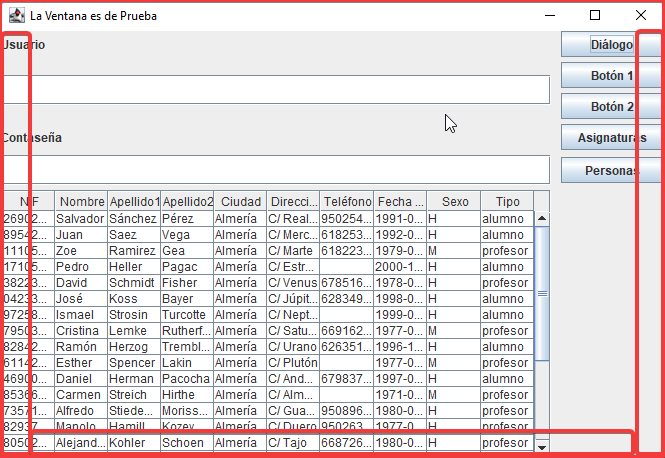 La Ventana es de Prueba
Usuario
Diálogo
Botón 1
Botón 2
Contaseña
Asignaturas
Personas
NIF Nombre Apellido1 Apellido2 Ciudad Direcci... Teléfono Fecha ... Sexo Tipo
26902... Salvador Sánchez Pérez Almería C/ Real... 950254... 1991-0... H alumno
89542... Juan Saez Vega Almería C/ Merc... 618253... 1992-0... H alumno
11105... Zoe Ramirez Gea Almería C/ Marte 618223... 1979-0... M profesor
17105... Pedro Heller Pagac Almería C/ Estr... 2000-1... H alumno
38223... David Schmidt Fisher Almería C/ Venus 678516... 1978-0... H profesor
04233... José Koss Bayer Almería C/ Júpit... 628349... 1998-0... H alumno
97258... Ismael Strosin Turcotte Almería C/ Nept... 1999-0... H alumno
79503... Cristina Lemke Rutherf... Almería C/ Satu... 669162... 1977-0... M profesor
82842... Ramón Herzog Trembl... Almería C/ Urano 626351... 1996-1... H alumno
61142... Esther Spencer Lakin Almería C/ Plutón 1977-0... M profesor
46900... Daniel Herman Pacocha Almería C/ And... 679837... 1997-0... H alumno
85366... Carmen Streich Hirthe Almería C/ Alm... 1971-0... M profesor
73571... Alfredo Stiede... Moriss... Almería C/ Gua... 950896... 1980-0... H profesor
82937... Manolo Hamill Kozey Almería C/ Duero 950263... 1977-0... H profesor
80502... Alejand... Kohler Schoen Almería C/ Tajo 668726... 1980-0... H profesor